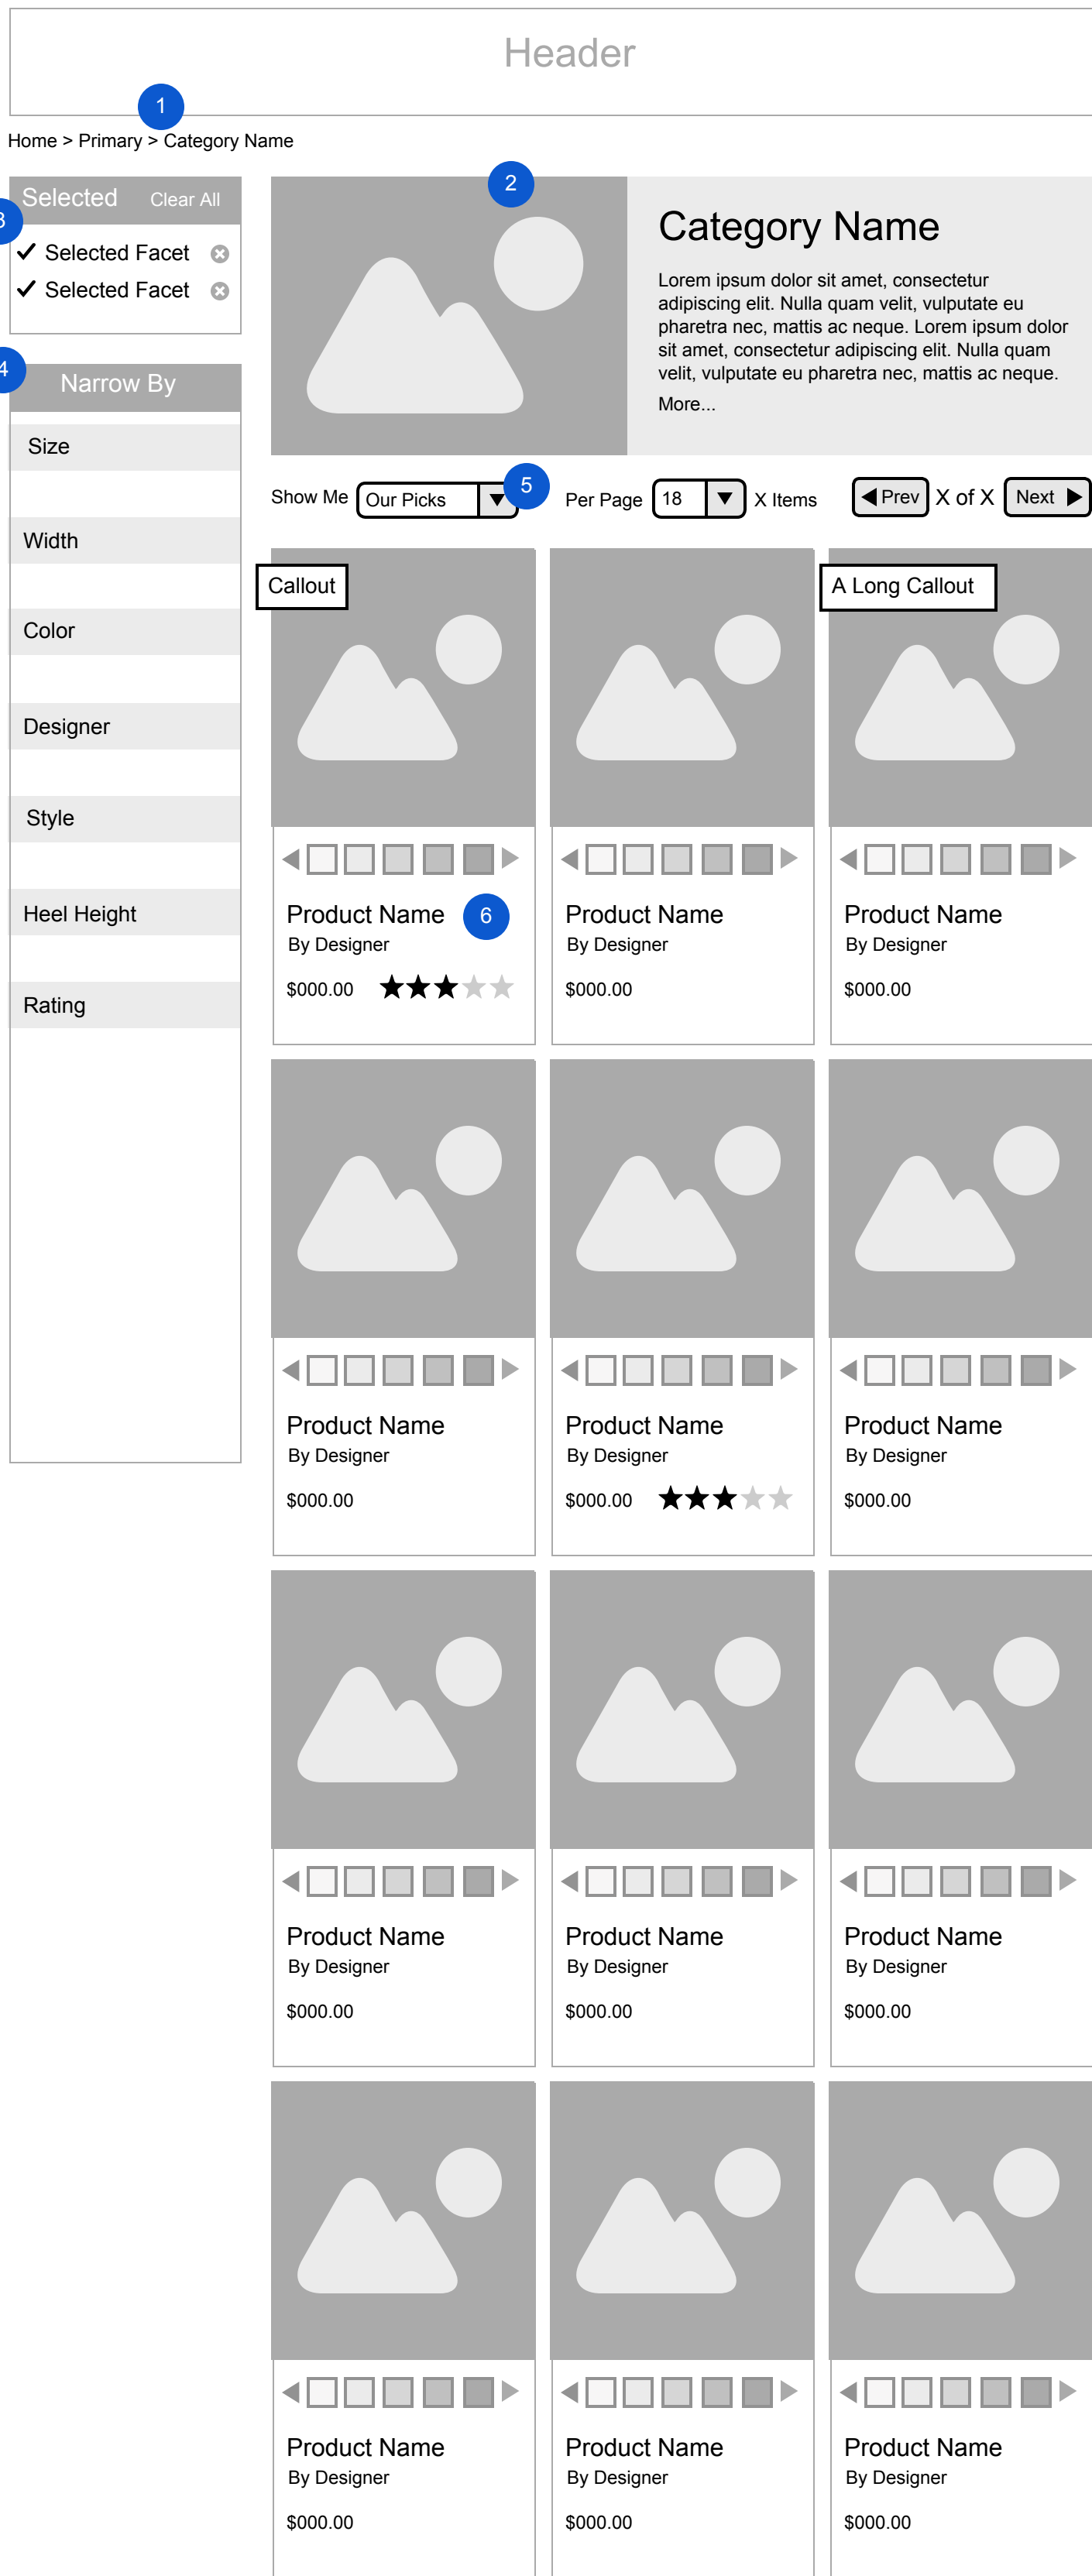 Header
1
Home > Primary > Category Name
2
3
Selected Clear All
Selected Facet
Selected Facet
4
Narrow By
Size
Width
Color
Designer
Style
Heel Height
Rating
Category Name
Lorem ipsum dolor sit amet, consectetur
adipiscing elit. Nulla quam velit, vulputate eu
pharetra nec, mattis ac neque. Lorem ipsum dolor
sit amet, consectetur adipiscing elit. Nulla quam
velit, vulputate eu pharetra nec, mattis ac neque.
More...
5
Show Me Our Picks Per Page 18 X Items Prev X of X Next
Callout
A Long Callout
Product Name 6 Product Name Product Name
By Designer By Designer By Designer
$000.00 $000.00 $000.00
Product Name Product Name Product Name
By Designer By Designer By Designer
$000.00 $000.00 $000.00
Product Name Product Name Product Name
By Designer By Designer By Designer
$000.00 $000.00 $000.00
Product Name Product Name Product Name
By Designer By Designer By Designer
$000.00 $000.00 $000.00